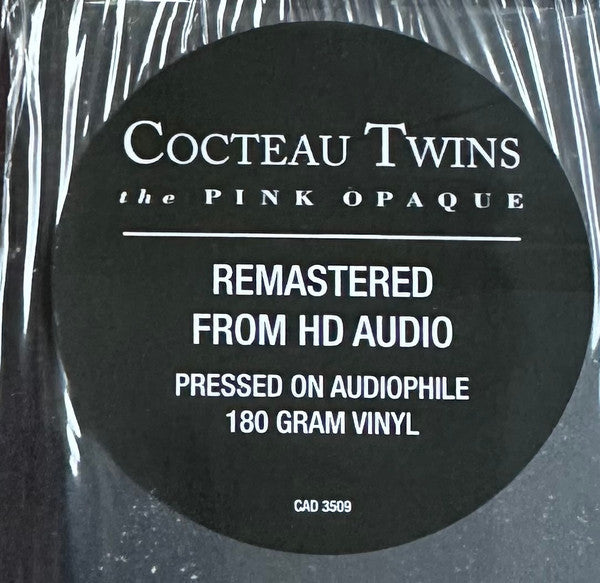 COCTEAU TWINS
the PINK OPAQUE
REMASTERED
FROM HD AUDIO
PRESSED ON AUDIOPHILE
180 GRAM VINYL
CAD 3509